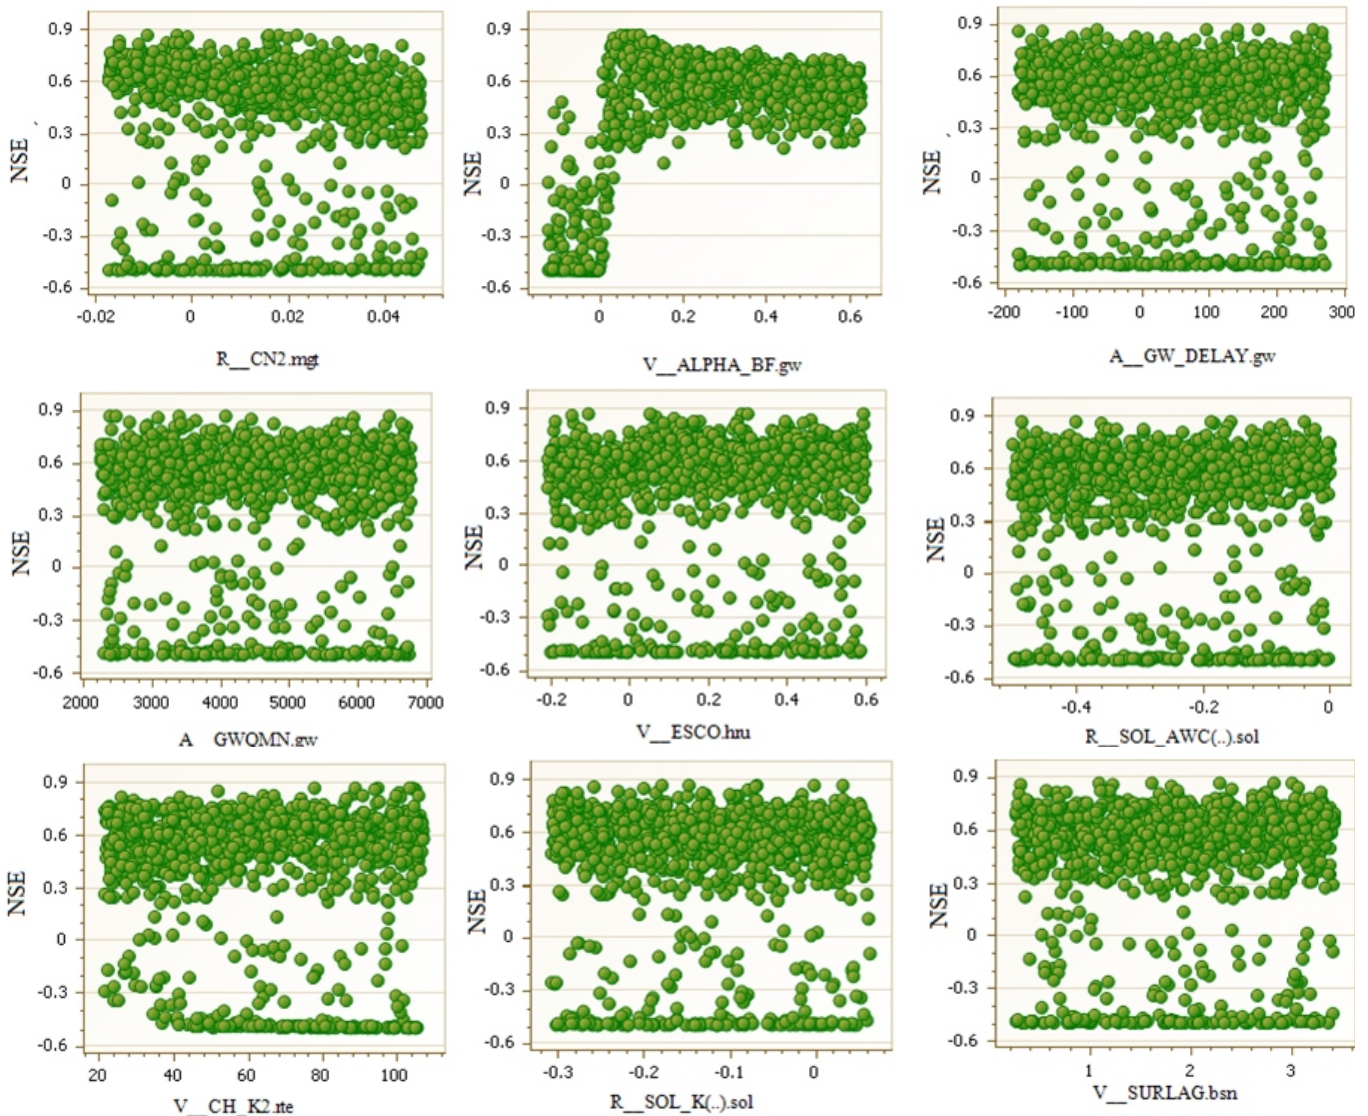 0.9
0.6
0.3
0
-0.3
-0.6
NSE
-0.02 0 0.02 0.04
R__CN2.mgt
0.9
0.6
0.3
0
-0.3
-0.6
NSE
0 0.2 0.4 0.6
V__ALPHA_BF.gw
0.9
0.6
0.3
0
-0.3
-0.6
NSE
-200 -100 0 100 200 300
A__GW_DELAY.gw
0.9
0.6
0.3
0
-0.3
-0.6
NSE
2000 3000 4000 5000 6000 7000
A__GWQMN.gw
0.9
0.6
0.3
0
-0.3
-0.6
NSE
-0.2 0 0.2 0.4 0.6
V__ESCO.hru
0.9
0.6
0.3
0
-0.3
-0.6
NSE
-0.4 -0.2 0
R__SOL_AWC(..).sol
0.9
0.6
0.3
0
-0.3
-0.6
NSE
20 40 60 80 100
V__CH_K2.rte
0.9
0.6
0.3
0
-0.3
-0.6
NSE
-0.3 -0.2 -0.1 0
R__SOL_K(..).sol
0.9
0.6
0.3
0
-0.3
-0.6
NSE
1 2 3
V__SURLAG.bsn